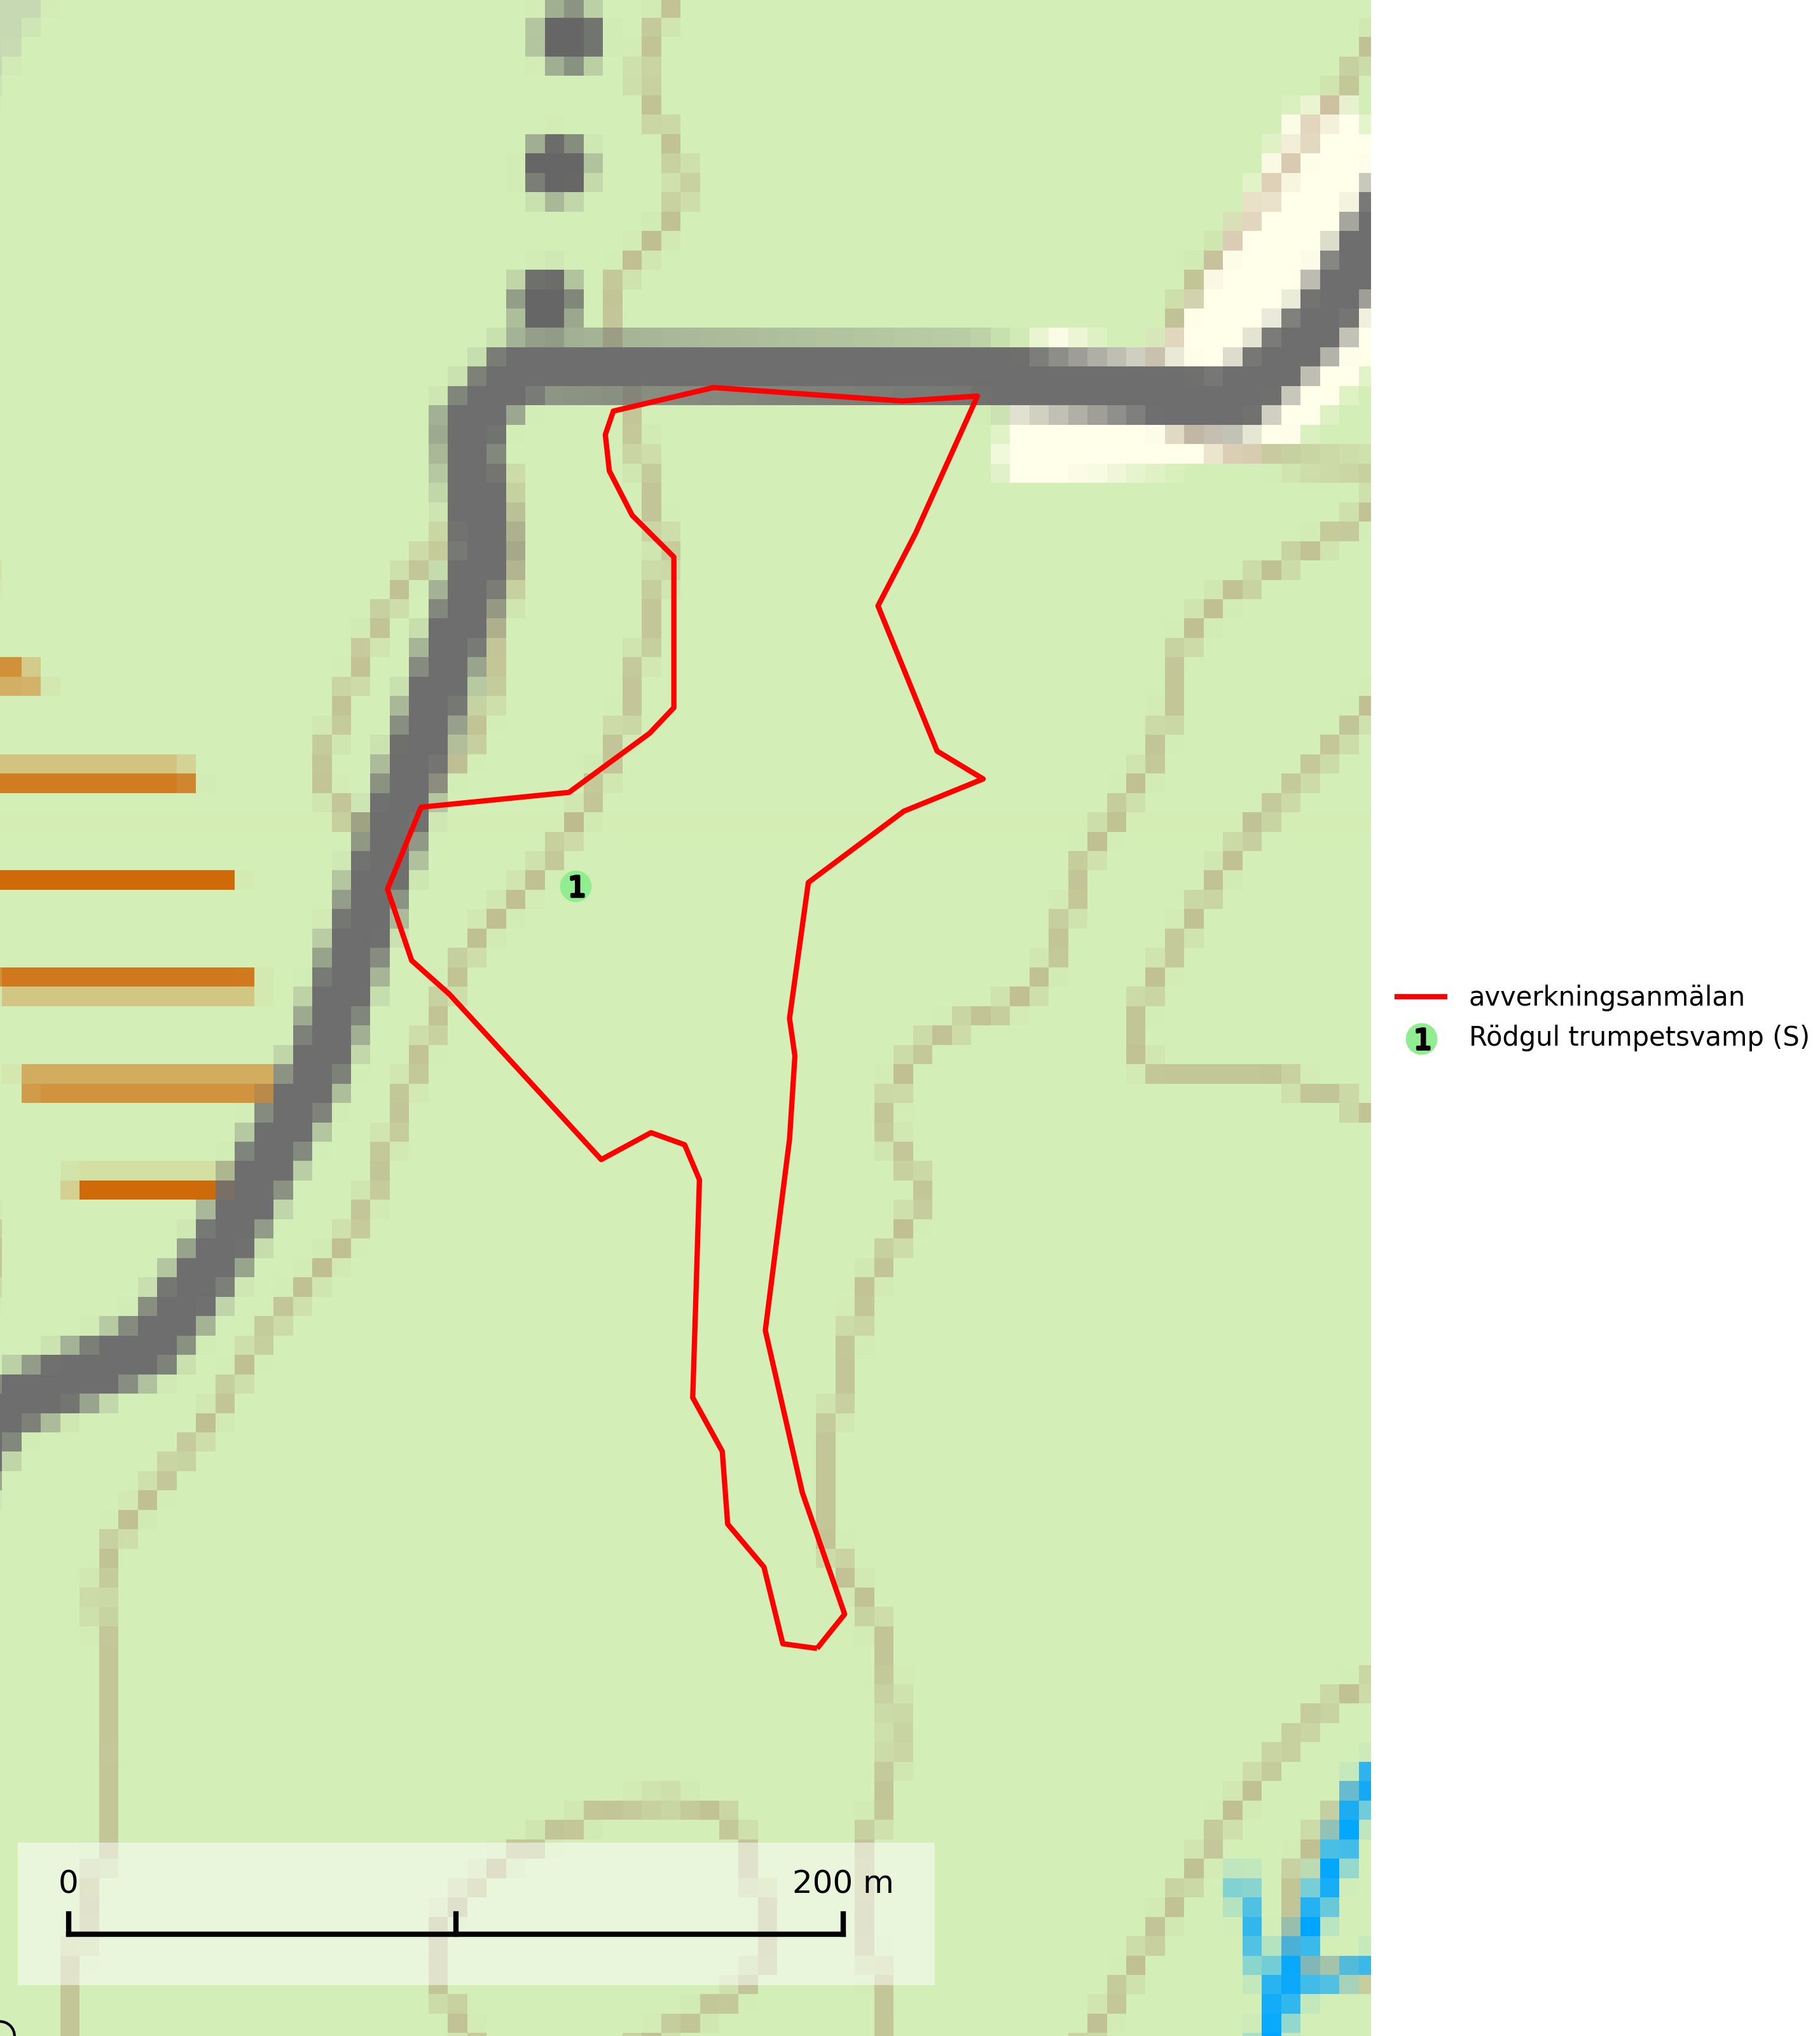 1
avverkningsanmälan
1 Rödgul trumpetsvamp (S)
0 200 m